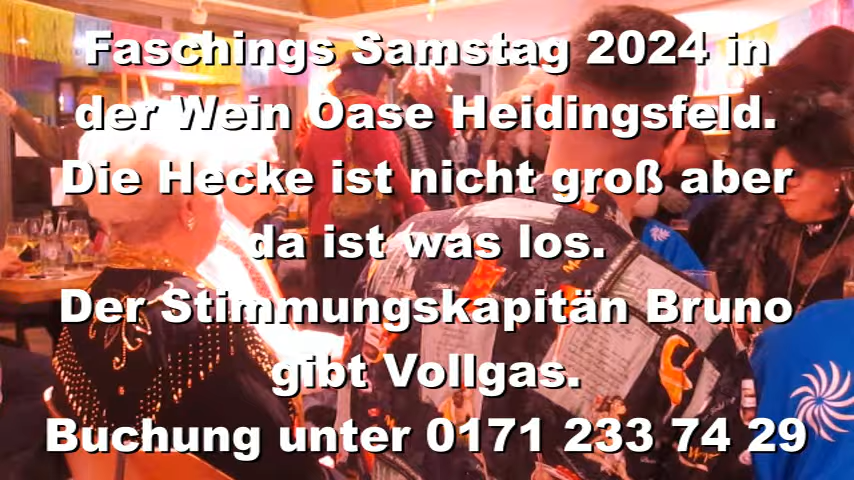 Faschings Samstag 2024 in
der Wein Oase Heidingsfeld.
Die Hecke ist nicht groß aber
da ist was los.
Der Stimmungskapitän Bruno
gibt Vollgas.
Buchung unter 0171 233 74 29